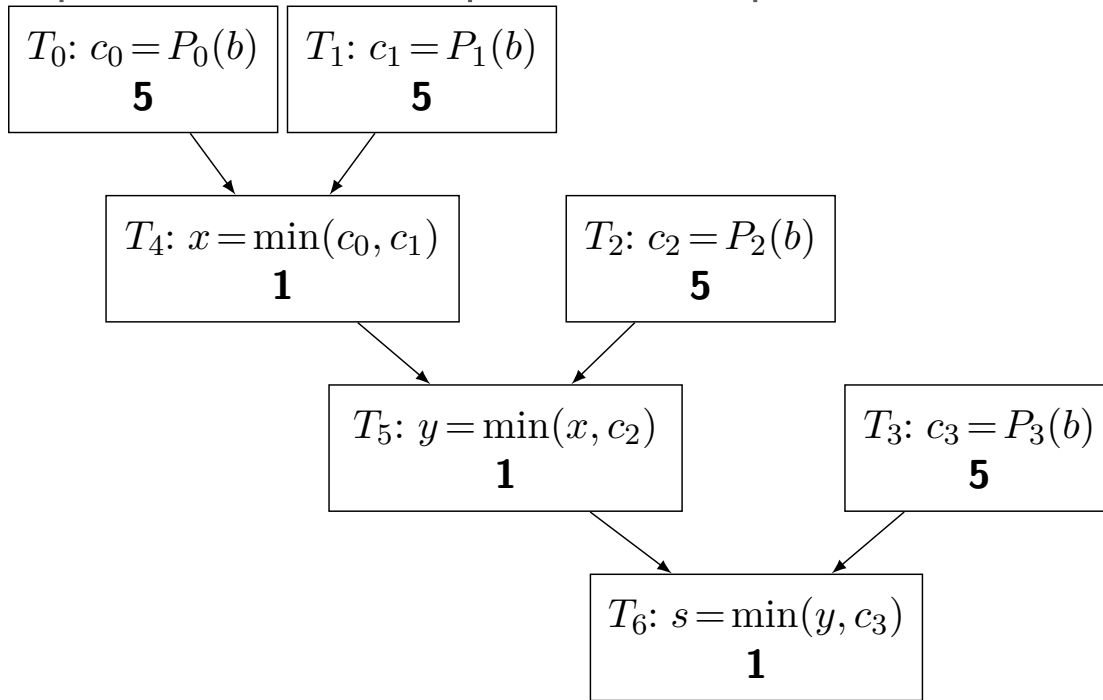 T₀: c₀ = P₀(b)
5
T₁: c₁ = P₁(b)
5
T₄: x = min(c₀, c₁)
1
T₂: c₂ = P₂(b)
5
T₅: y = min(x, c₂)
1
T₃: c₃ = P₃(b)
5
T₆: s = min(y, c₃)
1